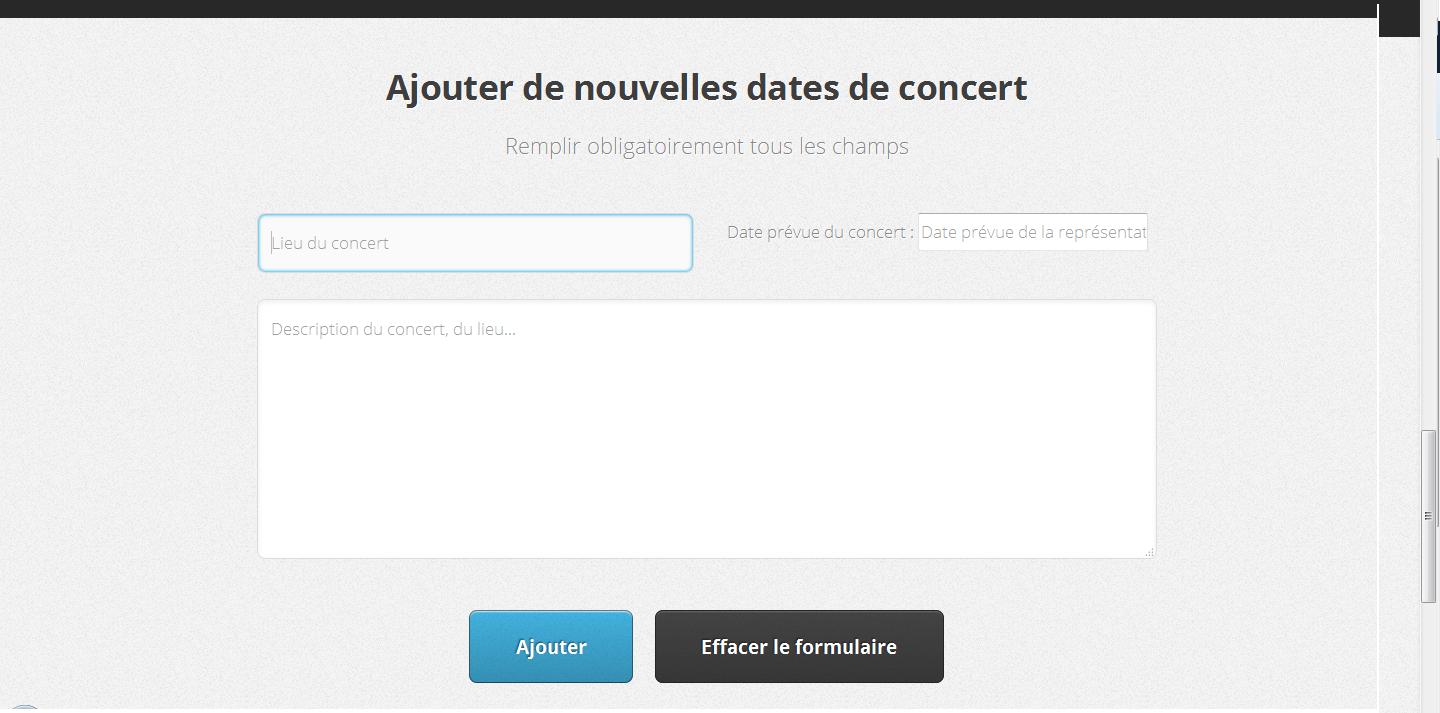 Ajouter de nouvelles dates de concert
Remplir obligatoirement tous les champs
Lieu du concert
Date prévue du concert : Date prévue de la représentat
Description du concert, du lieu...
Ajouter
Effacer le formulaire